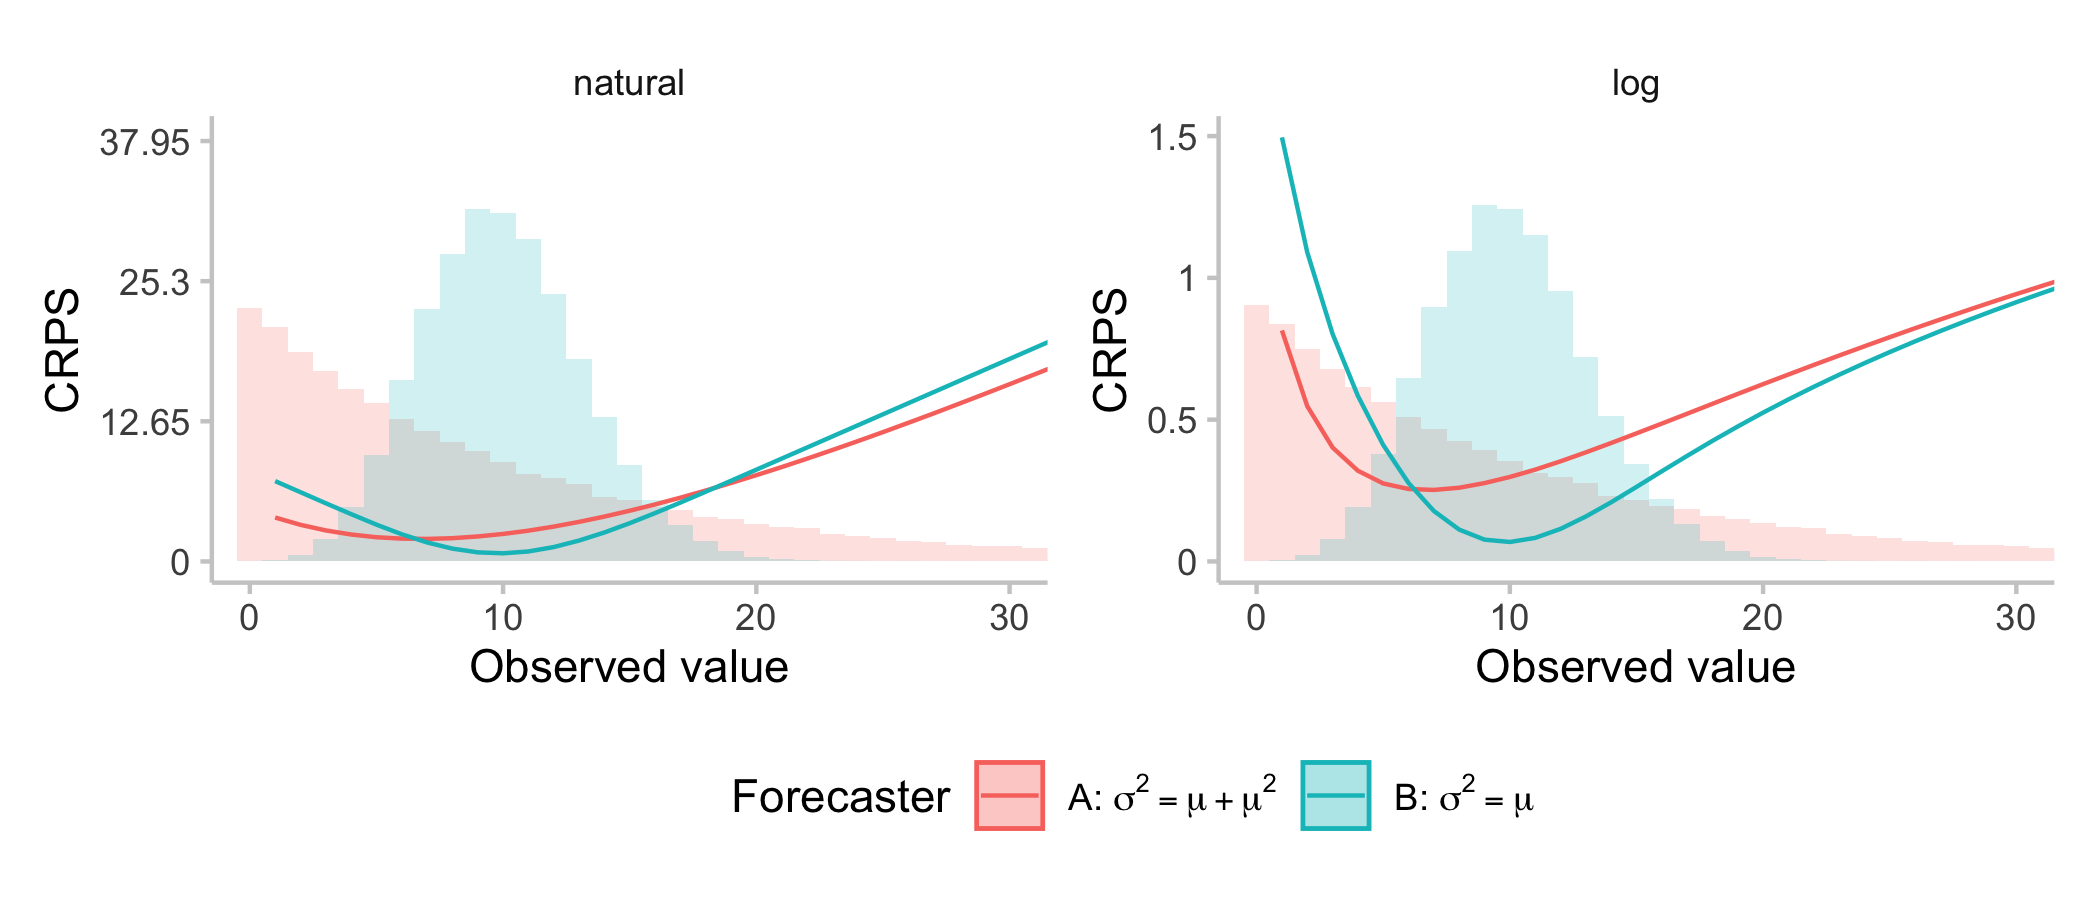 natural
CRPS
37.95
25.3
12.65
0
0 10 20 30
Observed value
log
CRPS
1.5
1
0.5
0
0 10 20 30
Observed value
Forecaster A: σ² = μ + μ² B: σ² = μ